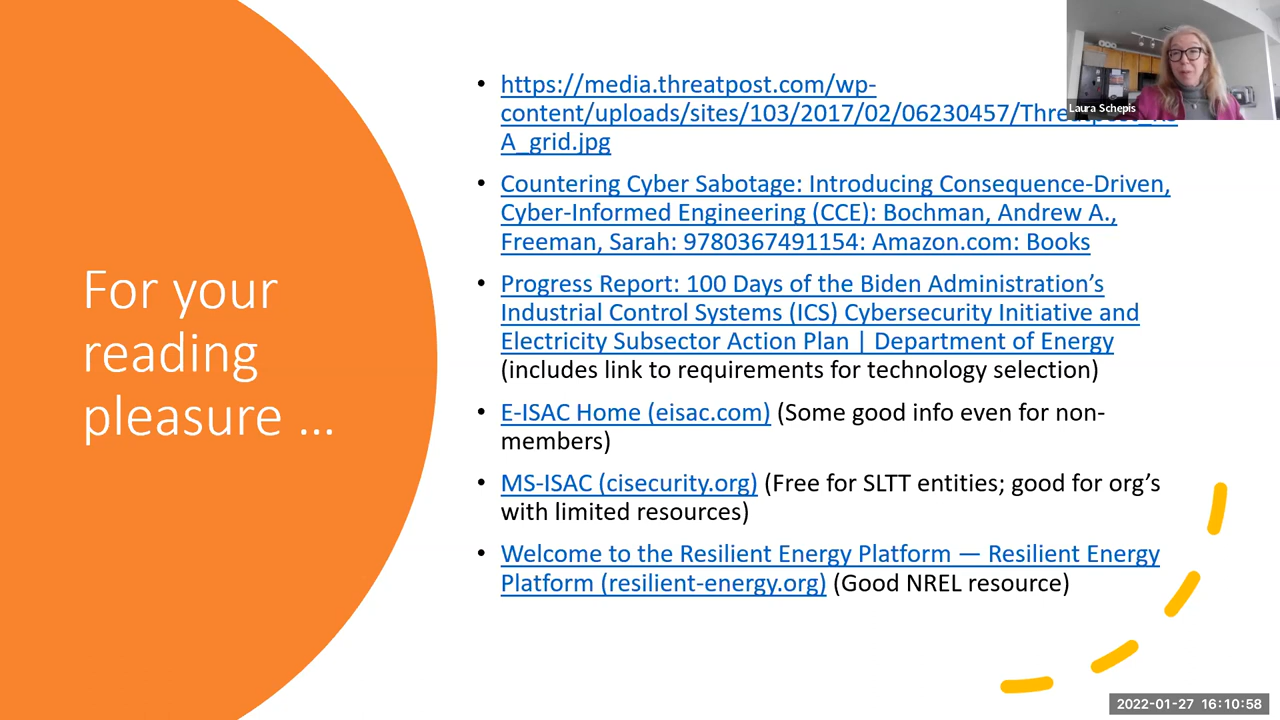 For your
reading
pleasure ...
• https://media.threatpost.com/wp-
content/uploads/sites/103/2017/02/06230457/Thre
A_grid.jpg
• Countering Cyber Sabotage: Introducing Consequence-Driven,
Cyber-Informed Engineering (CCE): Bochman, Andrew A.,
Freeman, Sarah: 9780367491154: Amazon.com: Books
• Progress Report: 100 Days of the Biden Administration’s
Industrial Control Systems (ICS) Cybersecurity Initiative and
Electricity Subsector Action Plan | Department of Energy
(includes link to requirements for technology selection)
• E-ISAC Home (eisac.com) (Some good info even for non-
members)
• MS-ISAC (cisecurity.org) (Free for SLTT entities; good for org’s
with limited resources)
• Welcome to the Resilient Energy Platform — Resilient Energy
Platform (resilient-energy.org) (Good NREL resource)
Laura Schepis
2022-01-27 16:10:58